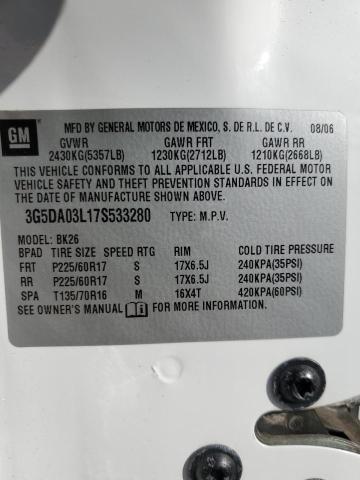 GM
MFD BY GENERAL MOTORS DE MEXICO, S. DE R.L. DE C.V. 08/06
GVWR GAWR FRT GAWR RR
2430KG(5357LB) 1230KG(2712LB) 1210KG(2668LB)
THIS VEHICLE CONFORMS TO ALL APPLICABLE U.S. FEDERAL MOTOR
VEHICLE SAFETY AND THEFT PREVENTION STANDARDS IN EFFECT ON
THE DATE OF MANUFACTURE SHOWN ABOVE.
3G5DA03L17S533280 TYPE: M.P.V.
MODEL: BK26
BPAD TIRE SIZE SPEED RTG RIM COLD TIRE PRESSURE
FRT P225/60R17 S 17X6.5J 240KPA(35PSI)
RR P225/60R17 S 17X6.5J 240KPA(35PSI)
SPA T135/70R16 M 16X4T 420KPA(60PSI)
SEE OWNER'S MANUAL FOR ADDITIONAL INFORMATION.